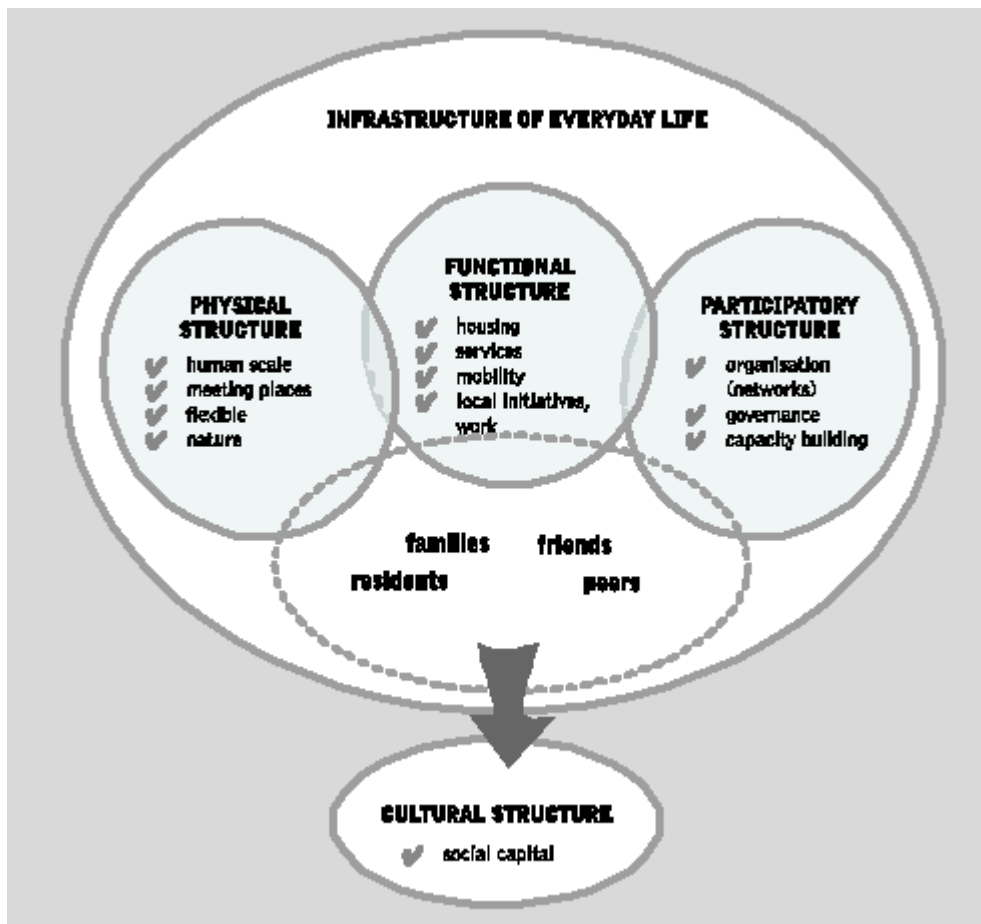 INFRASTRUCTURE OF EVERYDAY LIFE
PHYSICAL
STRUCTURE
human scale
meeting places
flexible
nature
FUNCTIONAL
STRUCTURE
housing
services
mobility
local initiatives,
work
PARTICIPATORY
STRUCTURE
organisation
(networks)
governance
capacity building
families friends
residents peers
CULTURAL STRUCTURE
social capital